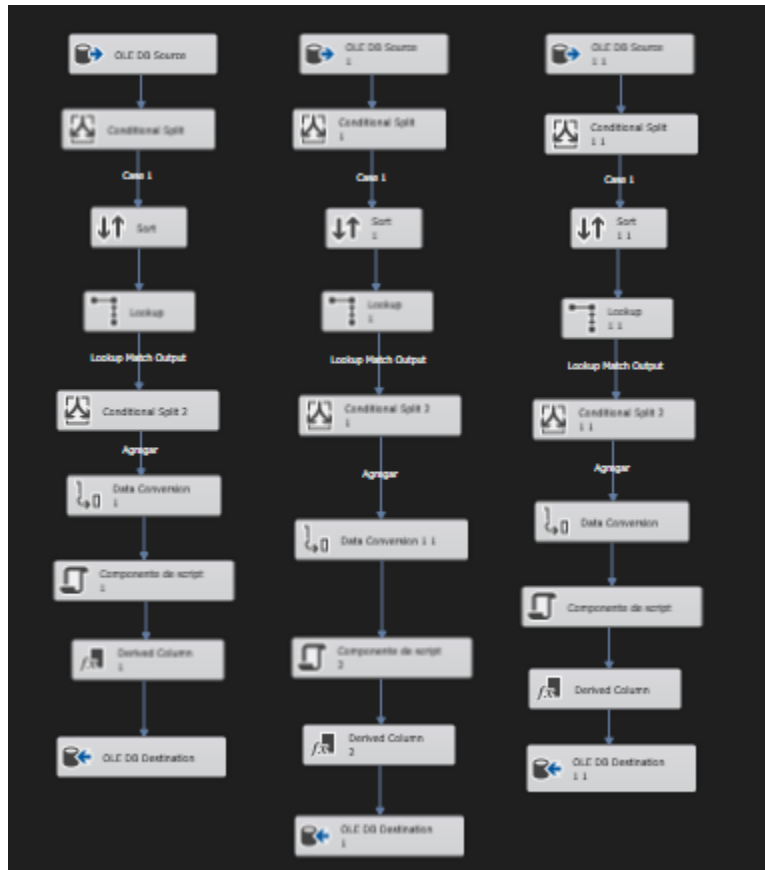 OLE DB Source
Conditional Split
Case 1
Sort
Lookup
Lookup Match Output
Conditional Split 2
Agregar
Data Conversion
1
Componente de script
1
Derived Column
1
OLE DB Destination
OLE DB Source
1
Conditional Split
1
Case 1
Sort
1
Lookup
1
Lookup Match Output
Conditional Split 2
1
Agregar
Data Conversion 1 1
Componente de script
2
Derived Column
2
OLE DB Destination
1
OLE DB Source
1 1
Conditional Split
1 1
Case 1
Sort
1 1
Lookup
1 1
Lookup Match Output
Conditional Split 2
1 1
Agregar
Data Conversion
Componente de script
Derived Column
OLE DB Destination
1 1